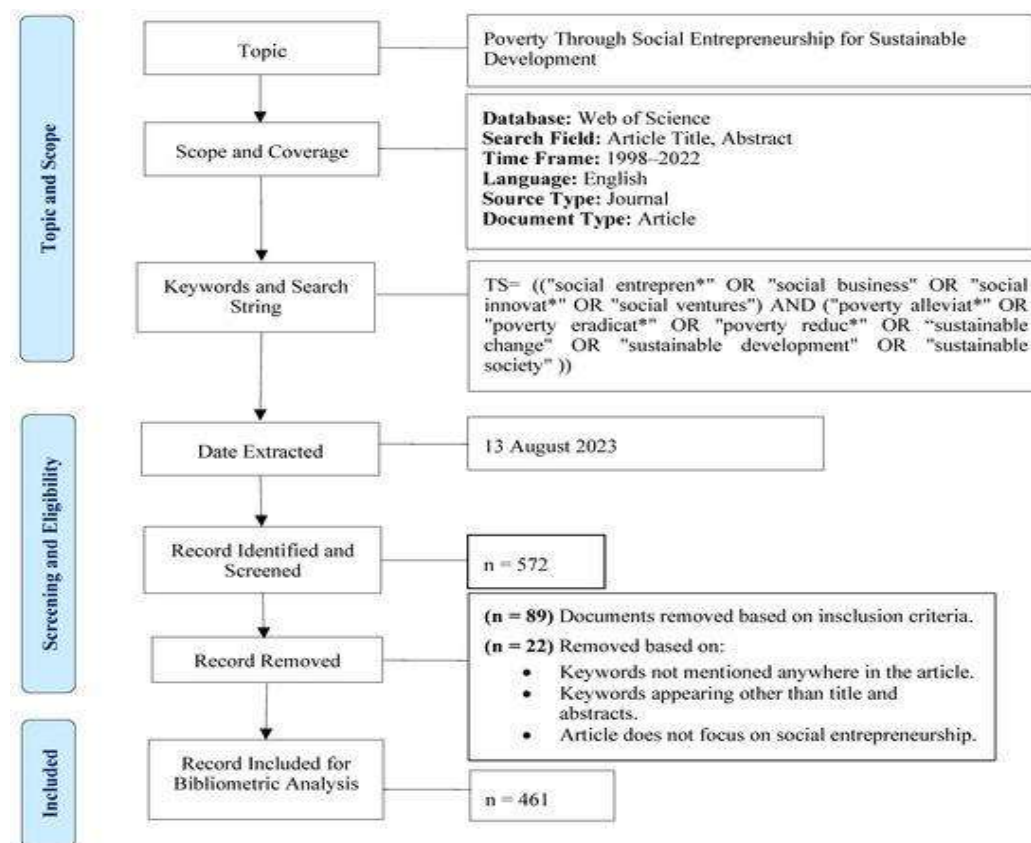 Topic and Scope
Topic
Poverty Through Social Entrepreneurship for Sustainable
Development
Scope and Coverage
Database: Web of Science
Search Field: Article Title, Abstract
Time Frame: 1998–2022
Language: English
Source Type: Journal
Document Type: Article
Keywords and Search
String
TS= (("social entrepren*" OR "social business" OR "social
innovat*" OR "social ventures") AND ("poverty alleviat*" OR
"poverty eradicat*" OR "poverty reduc*" OR "sustainable
change" OR "sustainable development" OR "sustainable
society" ))
Screening and Eligibility
Date Extracted
13 August 2023
Record Identified and
Screened
n = 572
Record Removed
(n = 89) Documents removed based on insclusion criteria.
(n = 22) Removed based on:
• Keywords not mentioned anywhere in the article.
• Keywords appearing other than title and
abstracts.
• Article does not focus on social entrepreneurship.
Included
Record Included for
Bibliometric Analysis
n = 461